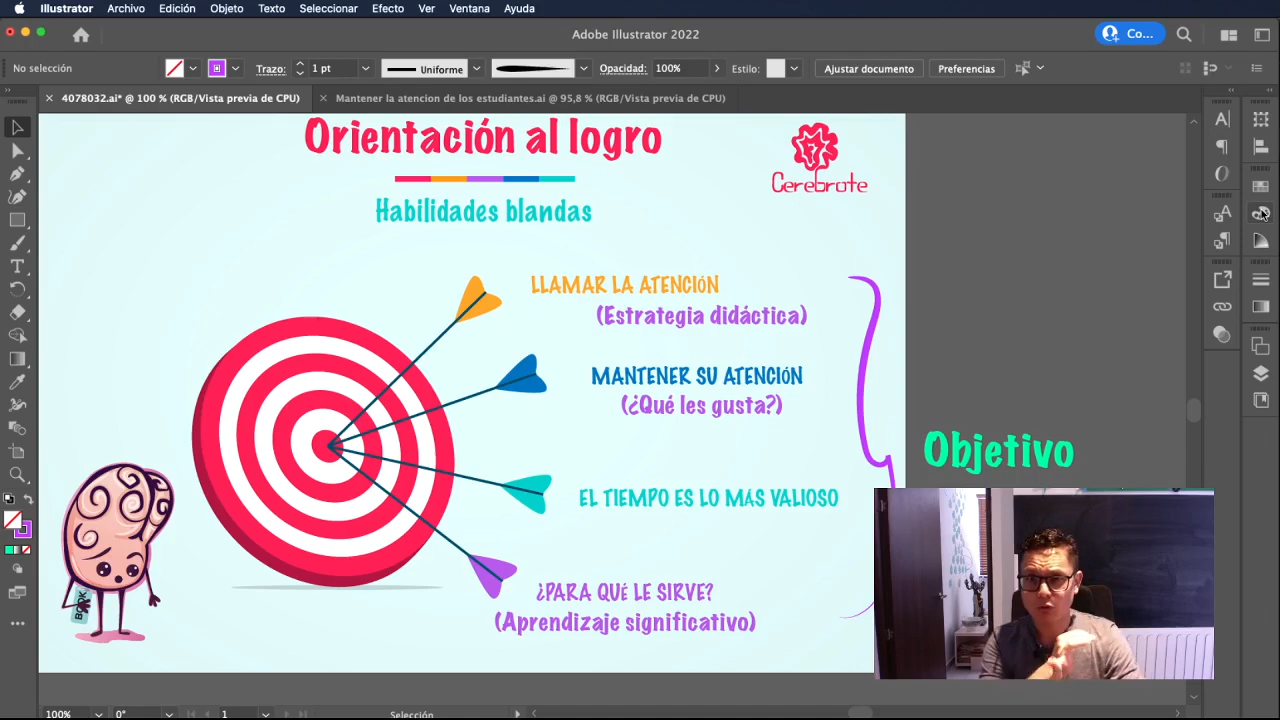 Illustrator Archivo Edición Objeto Texto Seleccionar Efecto Ver Ventana Ayuda
Adobe Illustrator 2022
Co...
No selección
Trazo:
1 pt
Uniforme
Opacidad:
100%
Estilo:
Ajustar documento
Preferencias
4078032.ai* @ 100 % (RGB/Vista previa de CPU)
Mantener la atencion de los estudiantes.ai @ 95,8 % (RGB/Vista previa de CPU)
Orientación al logro
Cerebrote
Habilidades blandas
LLAMAR LA ATENCIÓN
(Estrategia didáctica)
MANTENER SU ATENCIÓN
(¿Qué les gusta?)
Objetivo
EL TIEMPO ES LO MÁS VALIOSO
¿PARA QUÉ LE SIRVE?
(Aprendizaje significativo)
BOOK
100%
0°
1
Selección